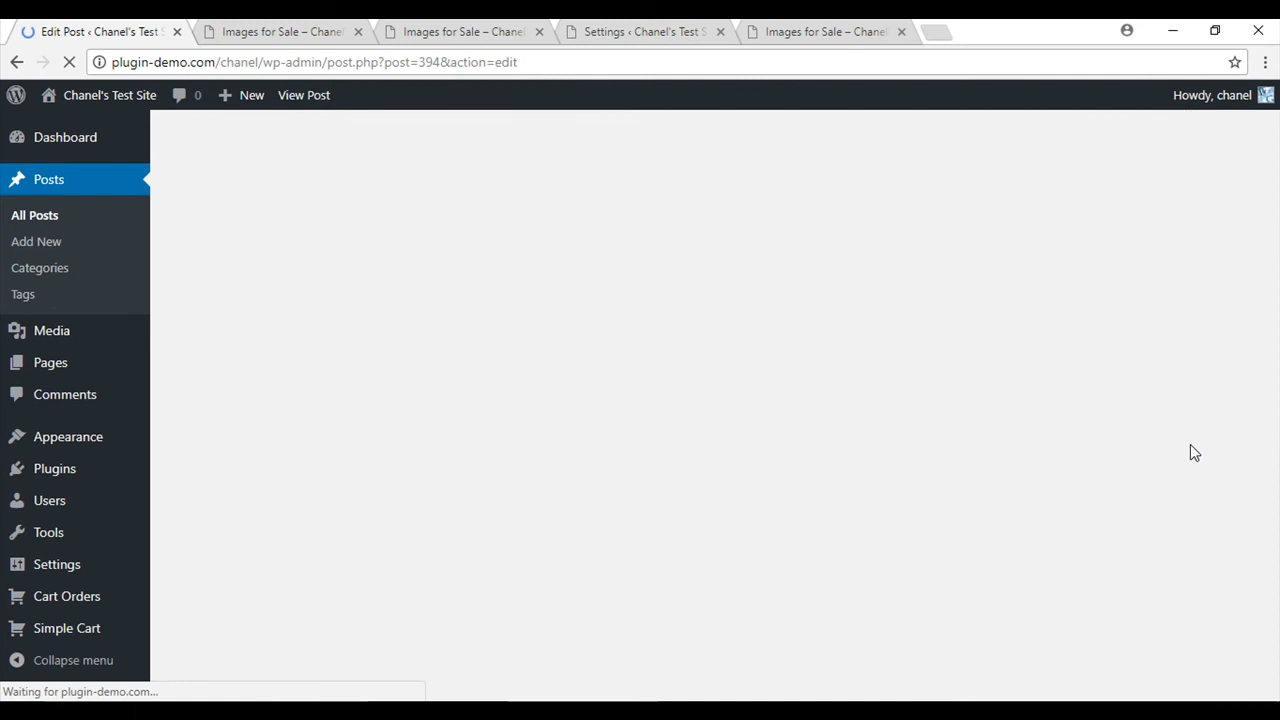 Edit Post ‹ Chanel's Test S
Images for Sale – Chanel
Images for Sale – Chanel
Settings ‹ Chanel's Test S
Images for Sale – Chanel
plugin-demo.com/chanel/wp-admin/post.php?post=394&action=edit
Chanel's Test Site
0
New
View Post
Howdy, chanel
Dashboard
Posts
All Posts
Add New
Categories
Tags
Media
Pages
Comments
Appearance
Plugins
Users
Tools
Settings
Cart Orders
Simple Cart
Collapse menu
Waiting for plugin-demo.com...